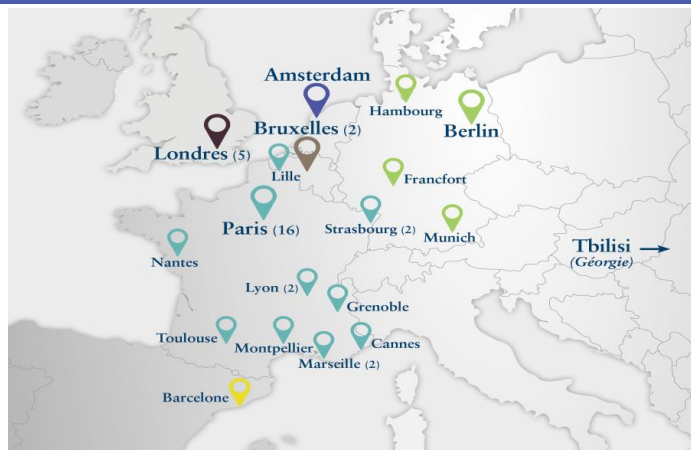 Amsterdam
Hambourg
Bruxelles (2)
Berlin
Londres (5)
Lille
Francfort
Paris (16)
Strasbourg (2)
Munich
Nantes
Tbilisi
(Géorgie)
Lyon (2)
Grenoble
Toulouse
Montpellier
Cannes
Marseille (2)
Barcelone